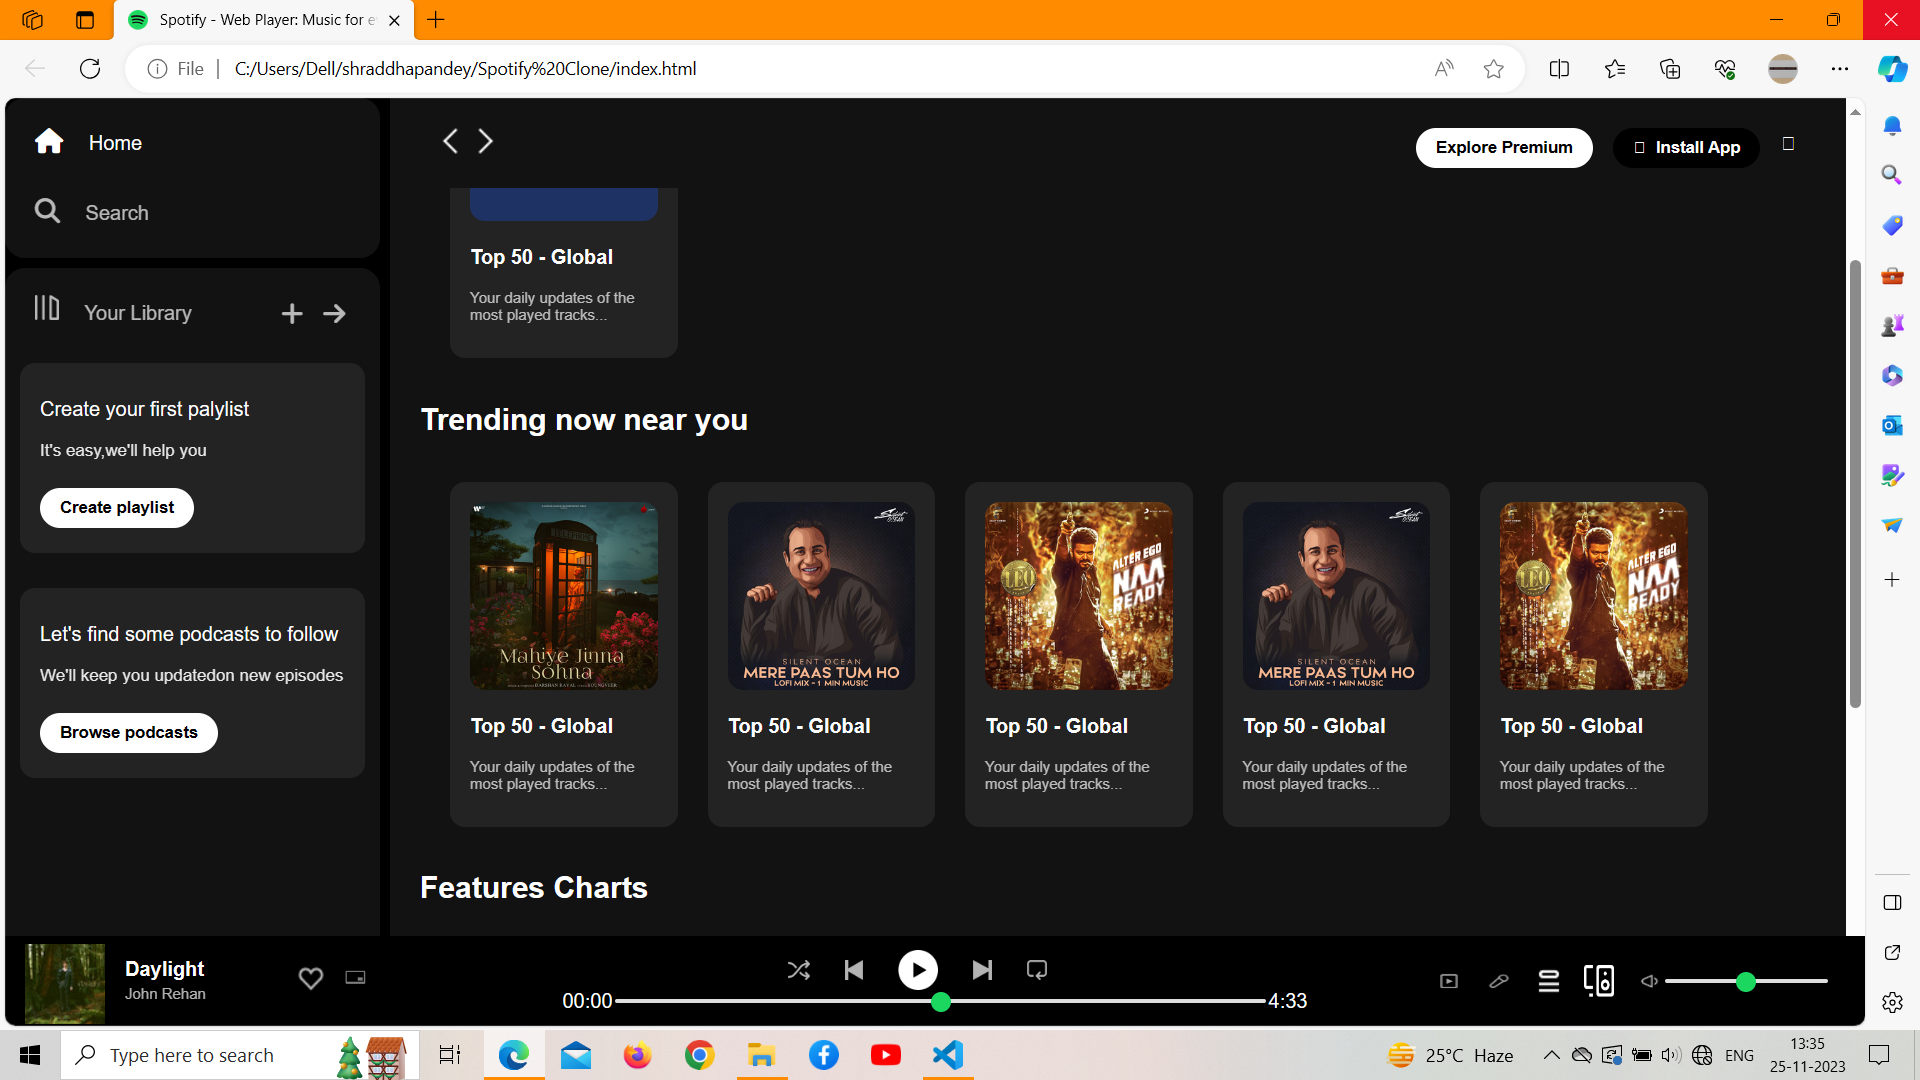 Spotify - Web Player: Music for e
File
C:/Users/Dell/shraddhapandey/Spotify%20Clone/index.html
Home
Search
Your Library
Create your first palylist
It's easy,we'll help you
Create playlist
Let's find some podcasts to follow
We'll keep you updatedon new episodes
Browse podcasts
Explore Premium
Install App
Top 50 - Global
Your daily updates of the
most played tracks...
Trending now near you
Mahiye Jinna
Sohna
Top 50 - Global
Your daily updates of the
most played tracks...
Silent
Ocean
SILENT OCEAN
MERE PAAS TUM HO
LOFI MIX - 1 MIN MUSIC
Top 50 - Global
Your daily updates of the
most played tracks...
LEO
ALTER EGO
NAA
READY
Top 50 - Global
Your daily updates of the
most played tracks...
Silent
Ocean
SILENT OCEAN
MERE PAAS TUM HO
LOFI MIX - 1 MIN MUSIC
Top 50 - Global
Your daily updates of the
most played tracks...
LEO
ALTER EGO
NAA
READY
Top 50 - Global
Your daily updates of the
most played tracks...
Features Charts
Daylight
John Rehan
00:00
4:33
Type here to search
25°C Haze
ENG
13:35
25-11-2023